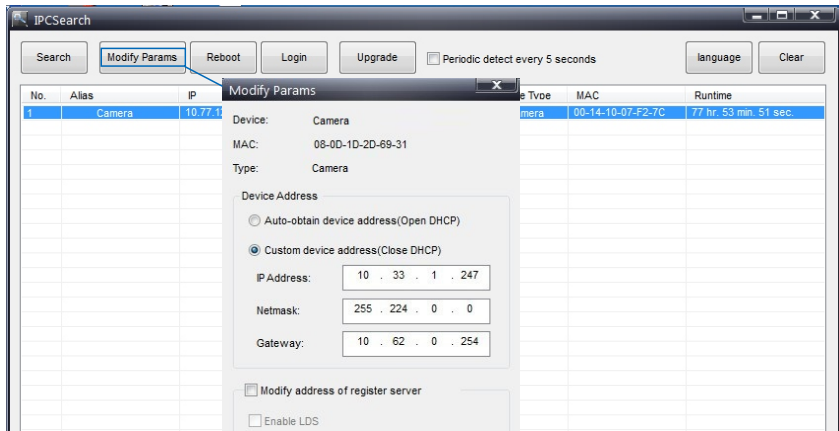 IPCSearch
Search Modify Params Reboot Login Upgrade Periodic detect every 5 seconds language Clear
No. Alias IP Type MAC Runtime
1 Camera 00-14-10-07-F2-7C 77 hr. 53 min. 51 sec.
Modify Params
Device: Camera
MAC: 08-0D-1D-2D-69-31
Type: Camera
Device Address
Auto-obtain device address(Open DHCP)
Custom device address(Close DHCP)
IP Address: 10 . 33 . 1 . 247
Netmask: 255 . 224 . 0 . 0
Gateway: 10 . 62 . 0 . 254
Modify address of register server
Enable LDS